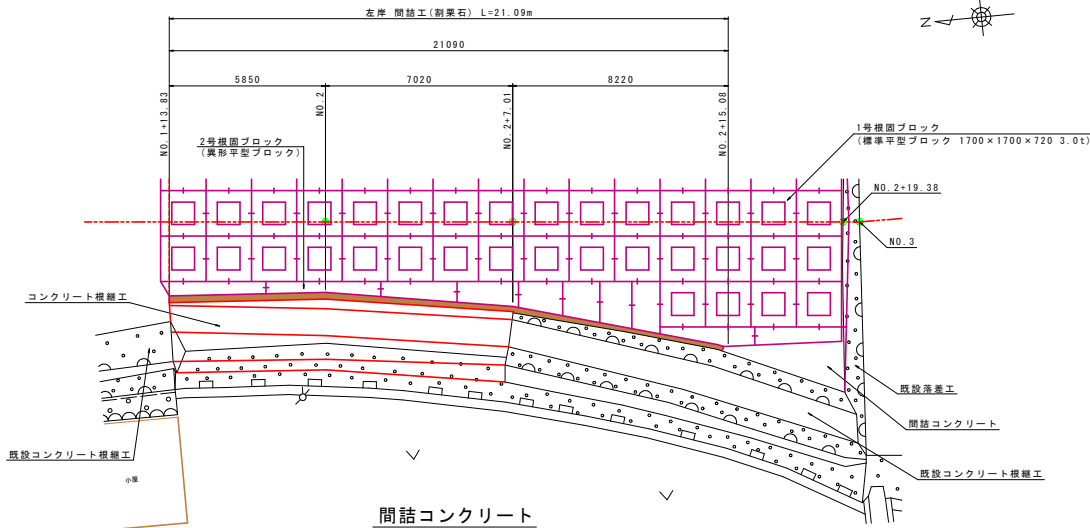 左岸 間詰工(割栗石) L=21.09m
21090
5850
7020
8220
NO.1+13.83
NO.2
NO.2+7.01
NO.2+15.08
N
2号根固ブロック
(異形平型ブロック)
1号根固ブロック
(標準平型ブロック 1700×1700×720 3.0t)
NO.2+19.38
NO.3
コンクリート根継工
既設落差工
間詰コンクリート
既設コンクリート根継工
既設コンクリート根継工
小屋
間詰コンクリート